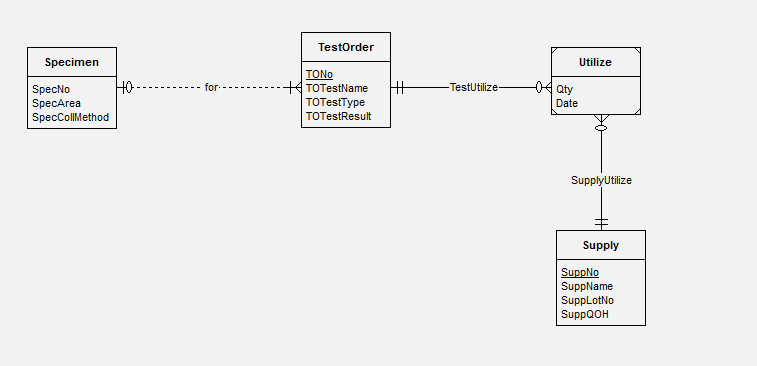 Specimen
SpecNo
SpecArea
SpecCollMethod
for
TestOrder
TONo
TOTestName
TOTestType
TOTestResult
TestUtilize
Utilize
Qty
Date
SupplyUtilize
Supply
SuppNo
SuppName
SuppLotNo
SuppQOH